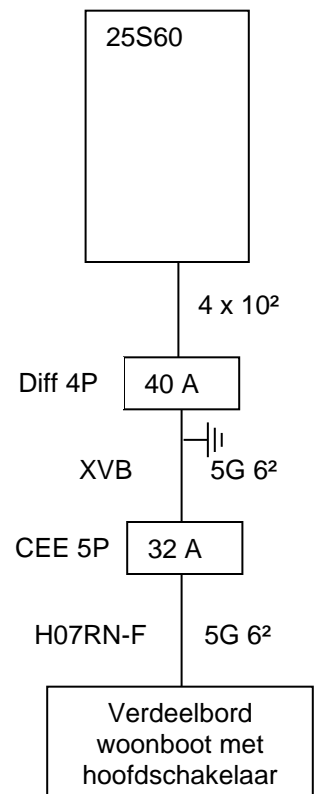 25S60
4 x 10²
Diff 4P 40 A
XVB 5G 6²
CEE 5P 32 A
H07RN-F 5G 6²
Verdeelbord
woonboot met
hoofdschakelaar